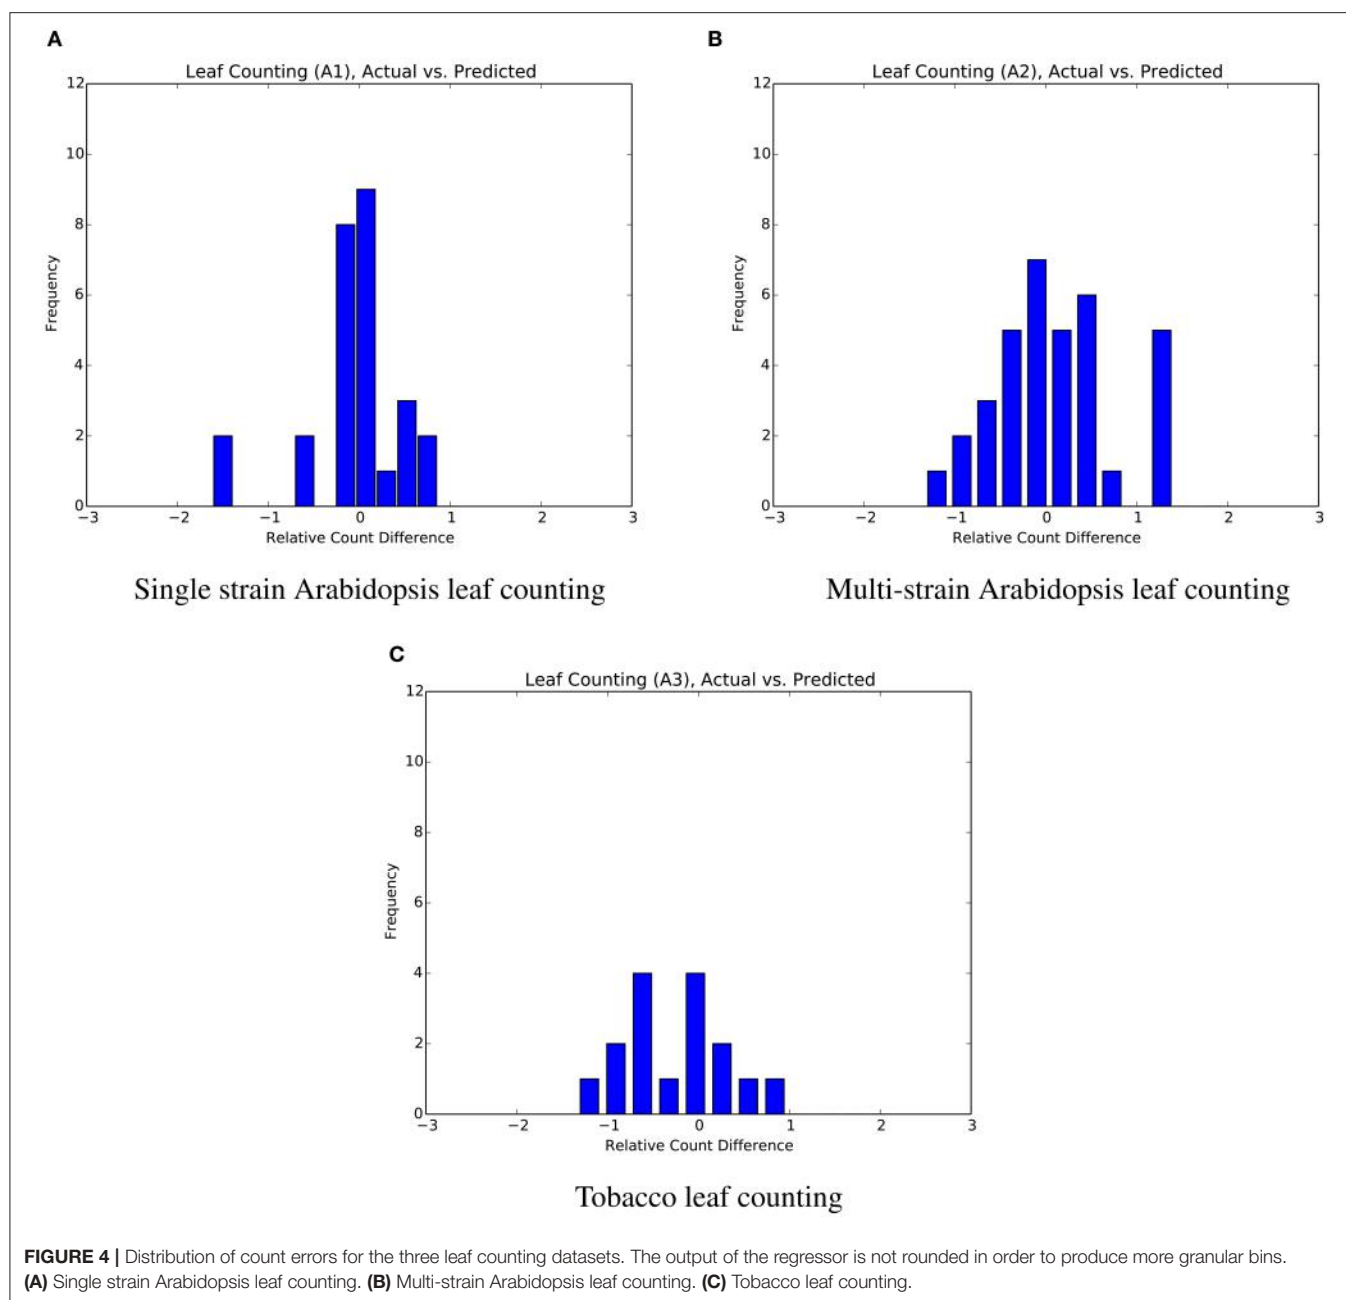 A
Leaf Counting (A1), Actual vs. Predicted
12
10
8
6
4
2
0
Frequency
−3 −2 −1 0 1 2 3
Relative Count Difference
Single strain Arabidopsis leaf counting
B
Leaf Counting (A2), Actual vs. Predicted
12
10
8
6
4
2
0
Frequency
−3 −2 −1 0 1 2 3
Relative Count Difference
Multi-strain Arabidopsis leaf counting
C
Leaf Counting (A3), Actual vs. Predicted
12
10
8
6
4
2
0
Frequency
−3 −2 −1 0 1 2 3
Relative Count Difference
Tobacco leaf counting
FIGURE 4 | Distribution of count errors for the three leaf counting datasets. The output of the regressor is not rounded in order to produce more granular bins.
(A) Single strain Arabidopsis leaf counting. (B) Multi-strain Arabidopsis leaf counting. (C) Tobacco leaf counting.